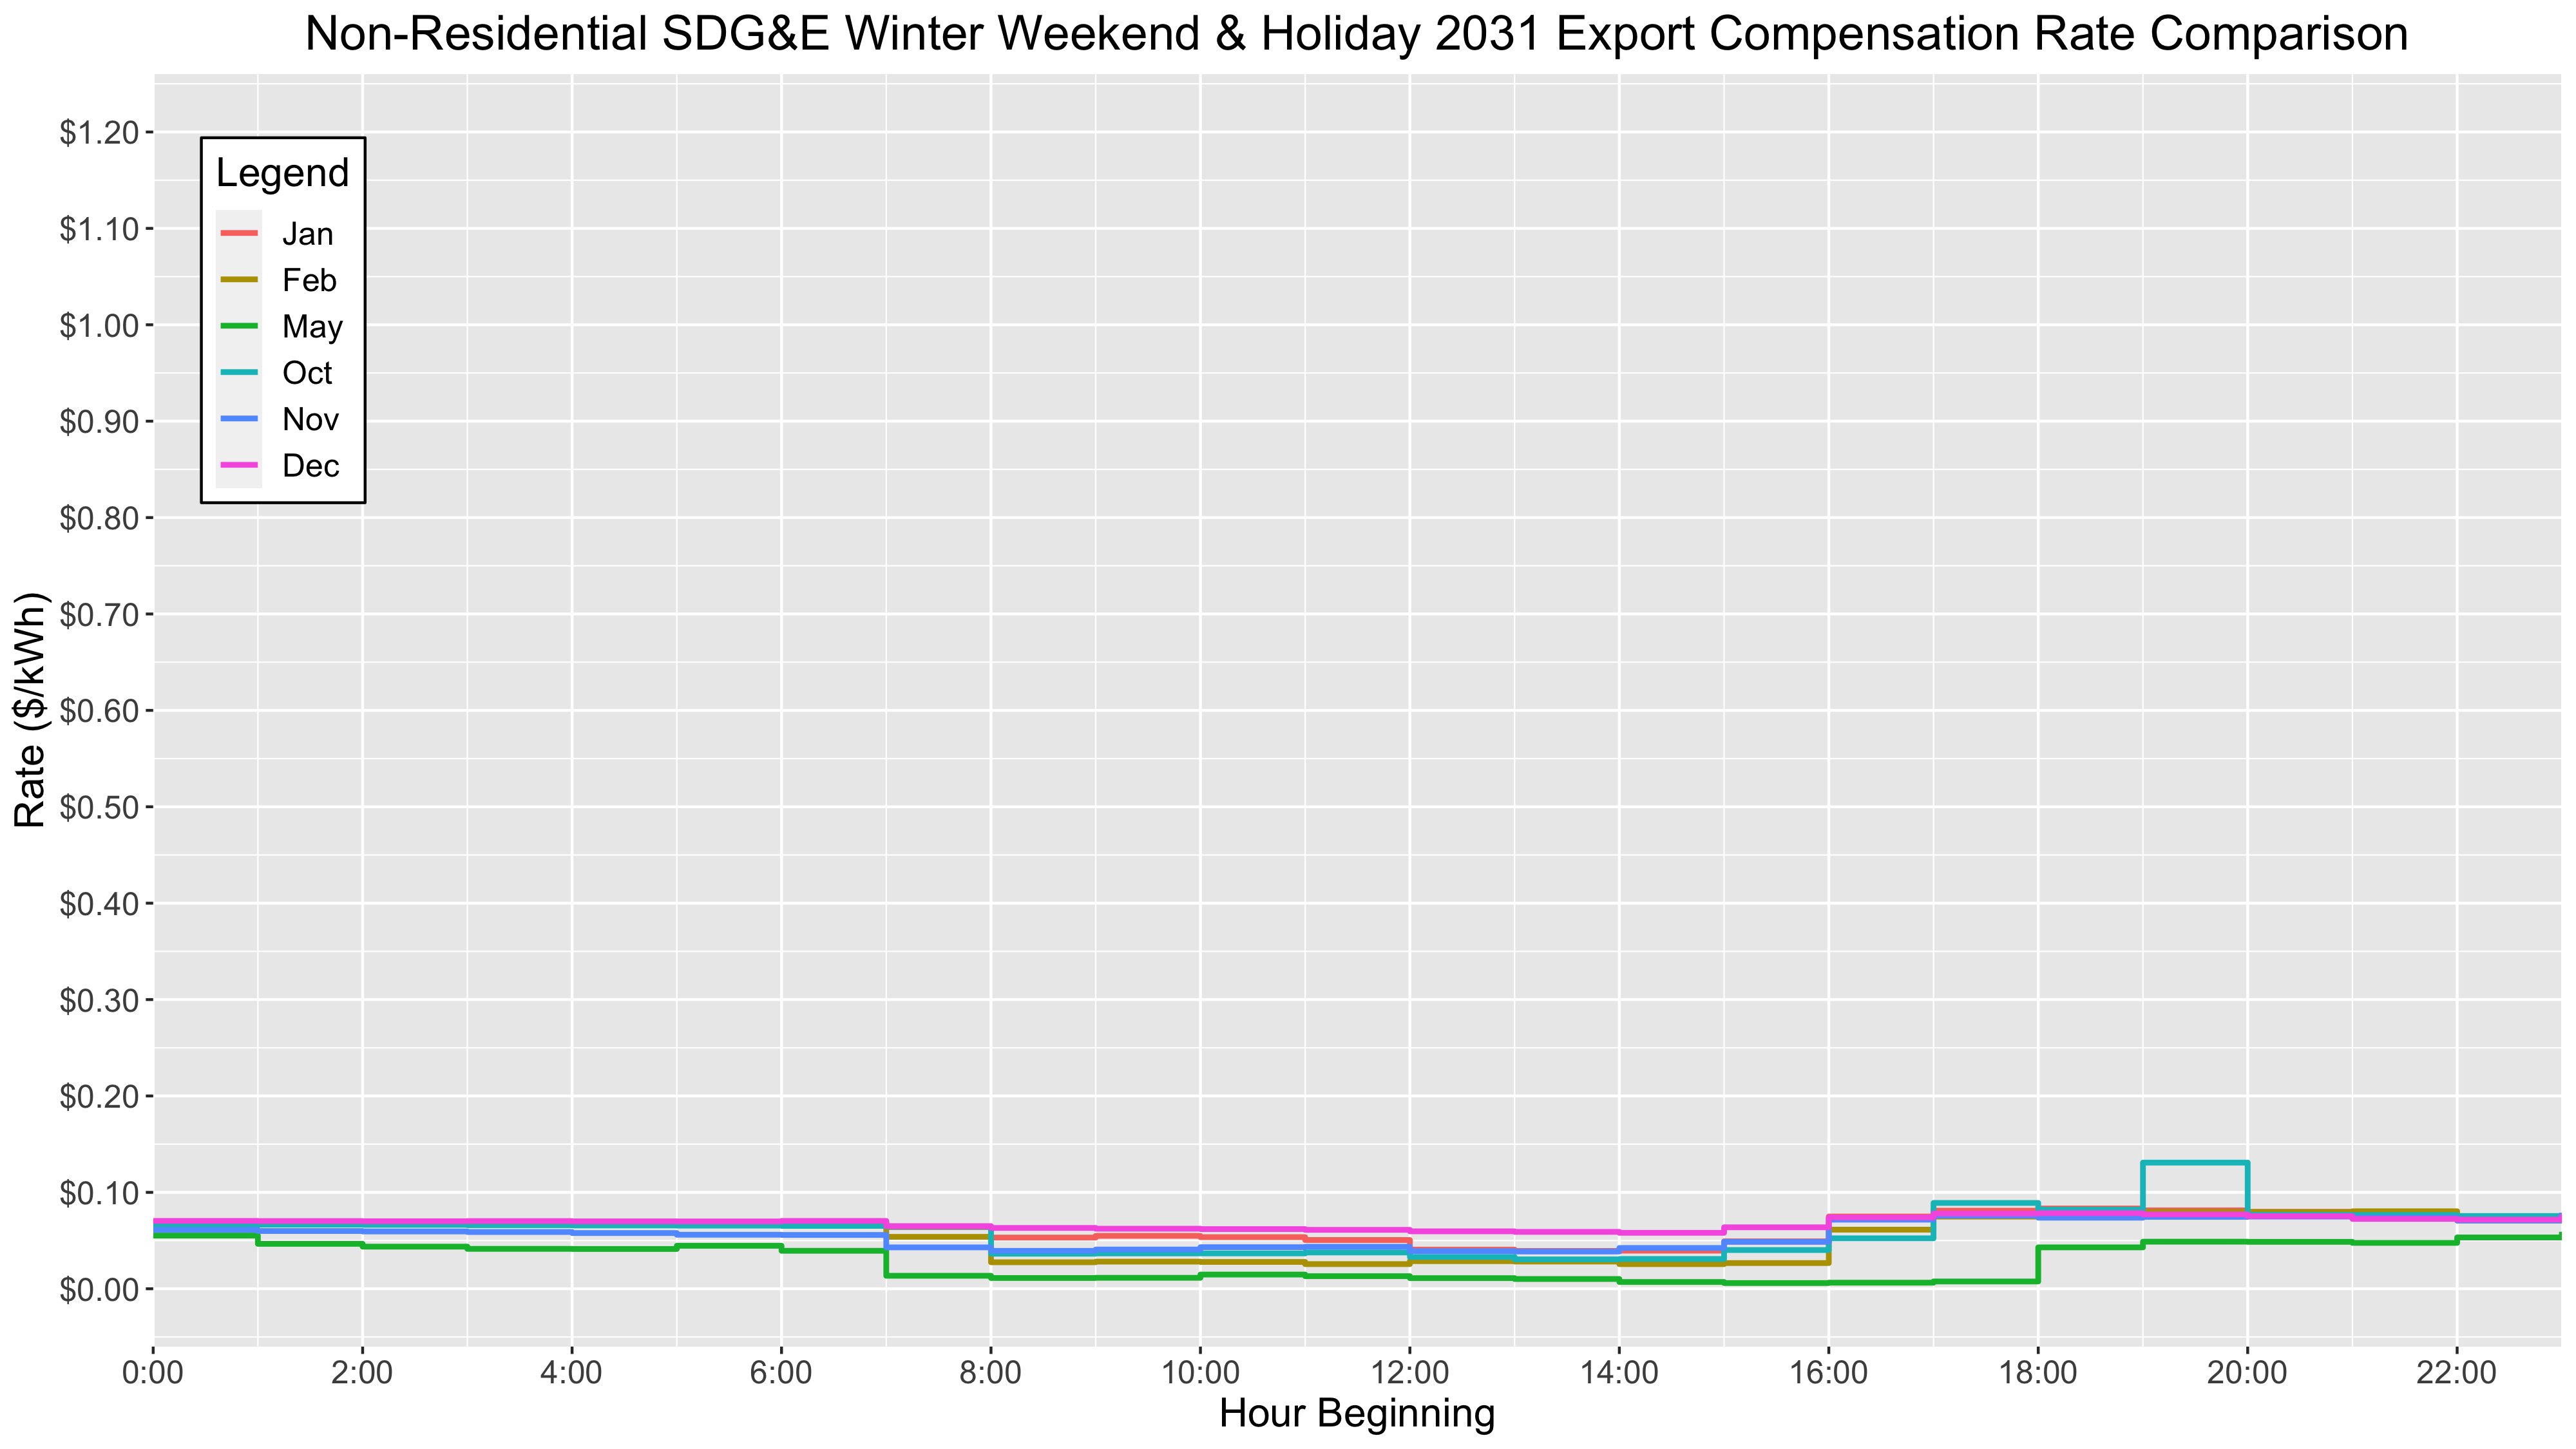 Non-Residential SDG&E Winter Weekend & Holiday 2031 Export Compensation Rate Comparison
$1.20
$1.10
$1.00
$0.90
$0.80
$0.70
$0.60
$0.50
$0.40
$0.30
$0.20
$0.10
$0.00
Rate ($/kWh)
Legend
Jan
Feb
May
Oct
Nov
Dec
0:00 2:00 4:00 6:00 8:00 10:00 12:00 14:00 16:00 18:00 20:00 22:00
Hour Beginning